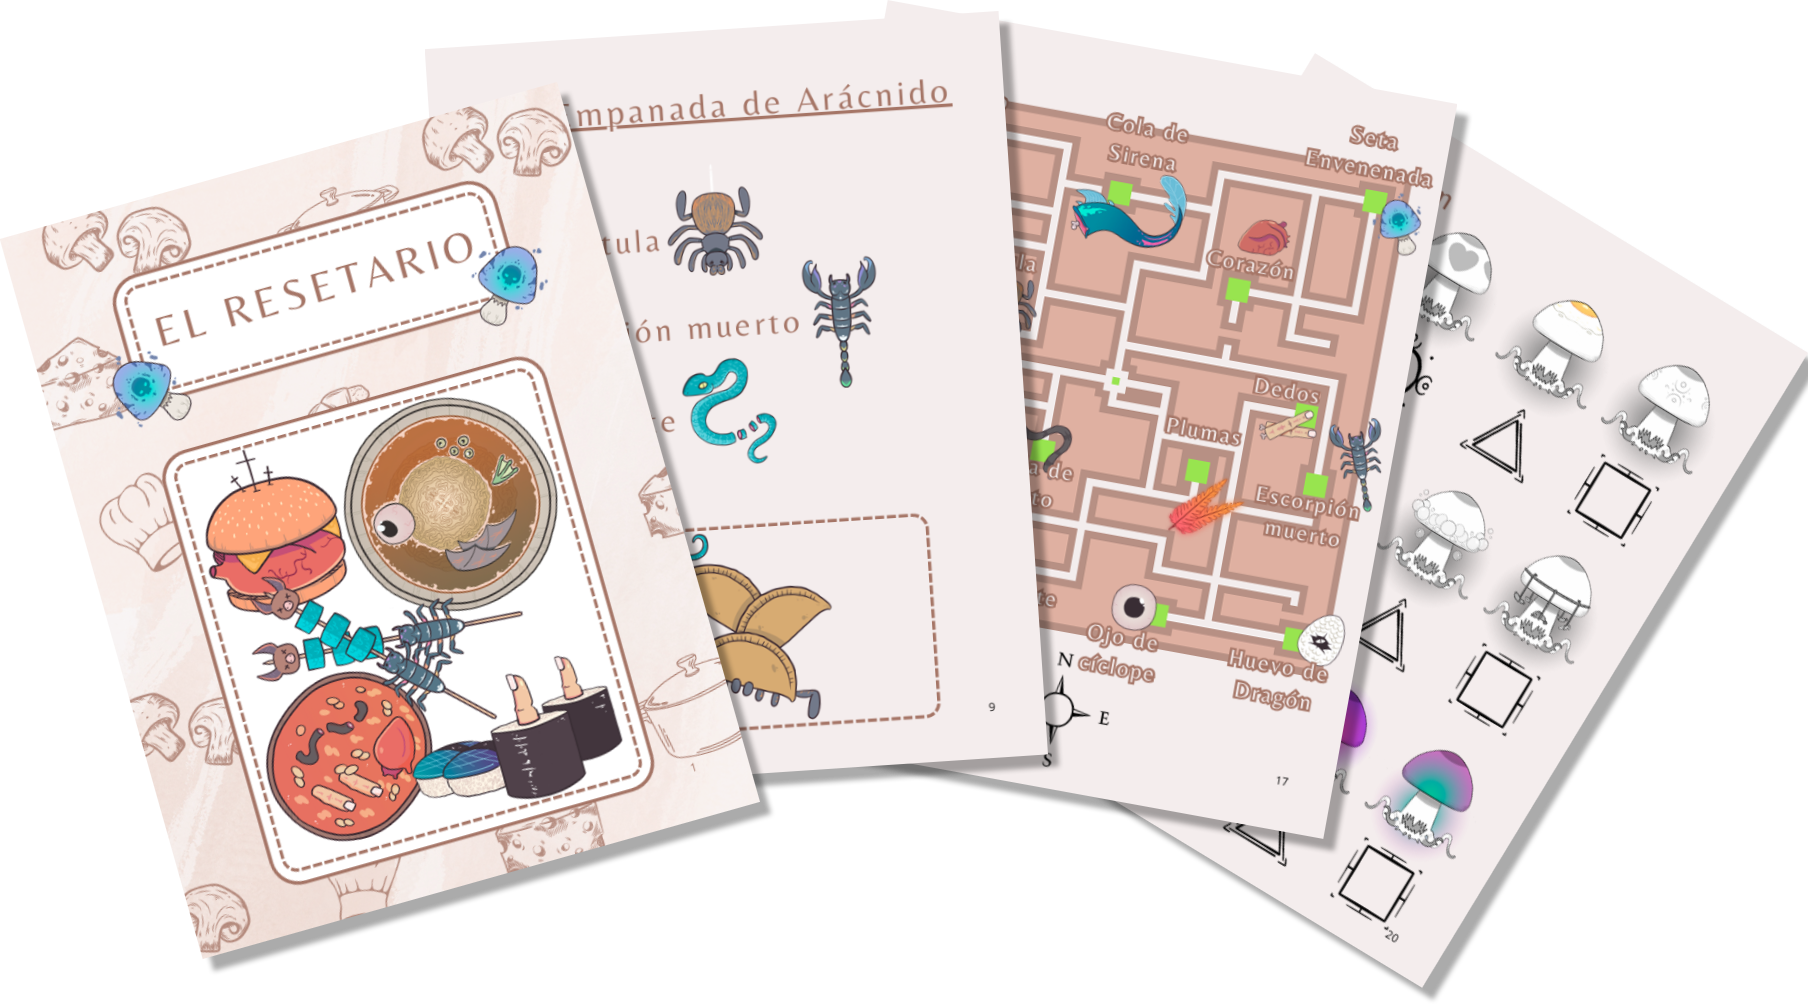 EL RESETARIO
1
mpanada de Arácnido
tula
ión muerto
e
9
Cola de
Sirena
Seta
Envenenada
la
Corazón
Dedos
Plumas
a de
to
Escorpión
muerto
te
Ojo de
cíclope
Huevo de
Dragón
N
E
S
17
n
20